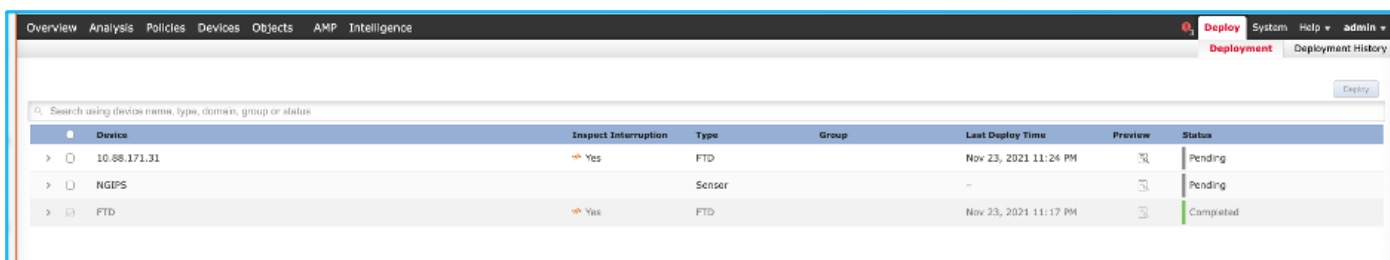 Overview Analysis Policies Devices Objects AMP Intelligence Deploy System Help admin
Deployment Deployment History
Deploy
Search using device name, type, domain, group or status
Device Inspect Interruption Type Group Last Deploy Time Preview Status
10.88.171.31 Yes FTD Nov 23, 2021 11:24 PM Pending
NGIPS Sensor - Pending
FTD Yes FTD Nov 23, 2021 11:17 PM Completed